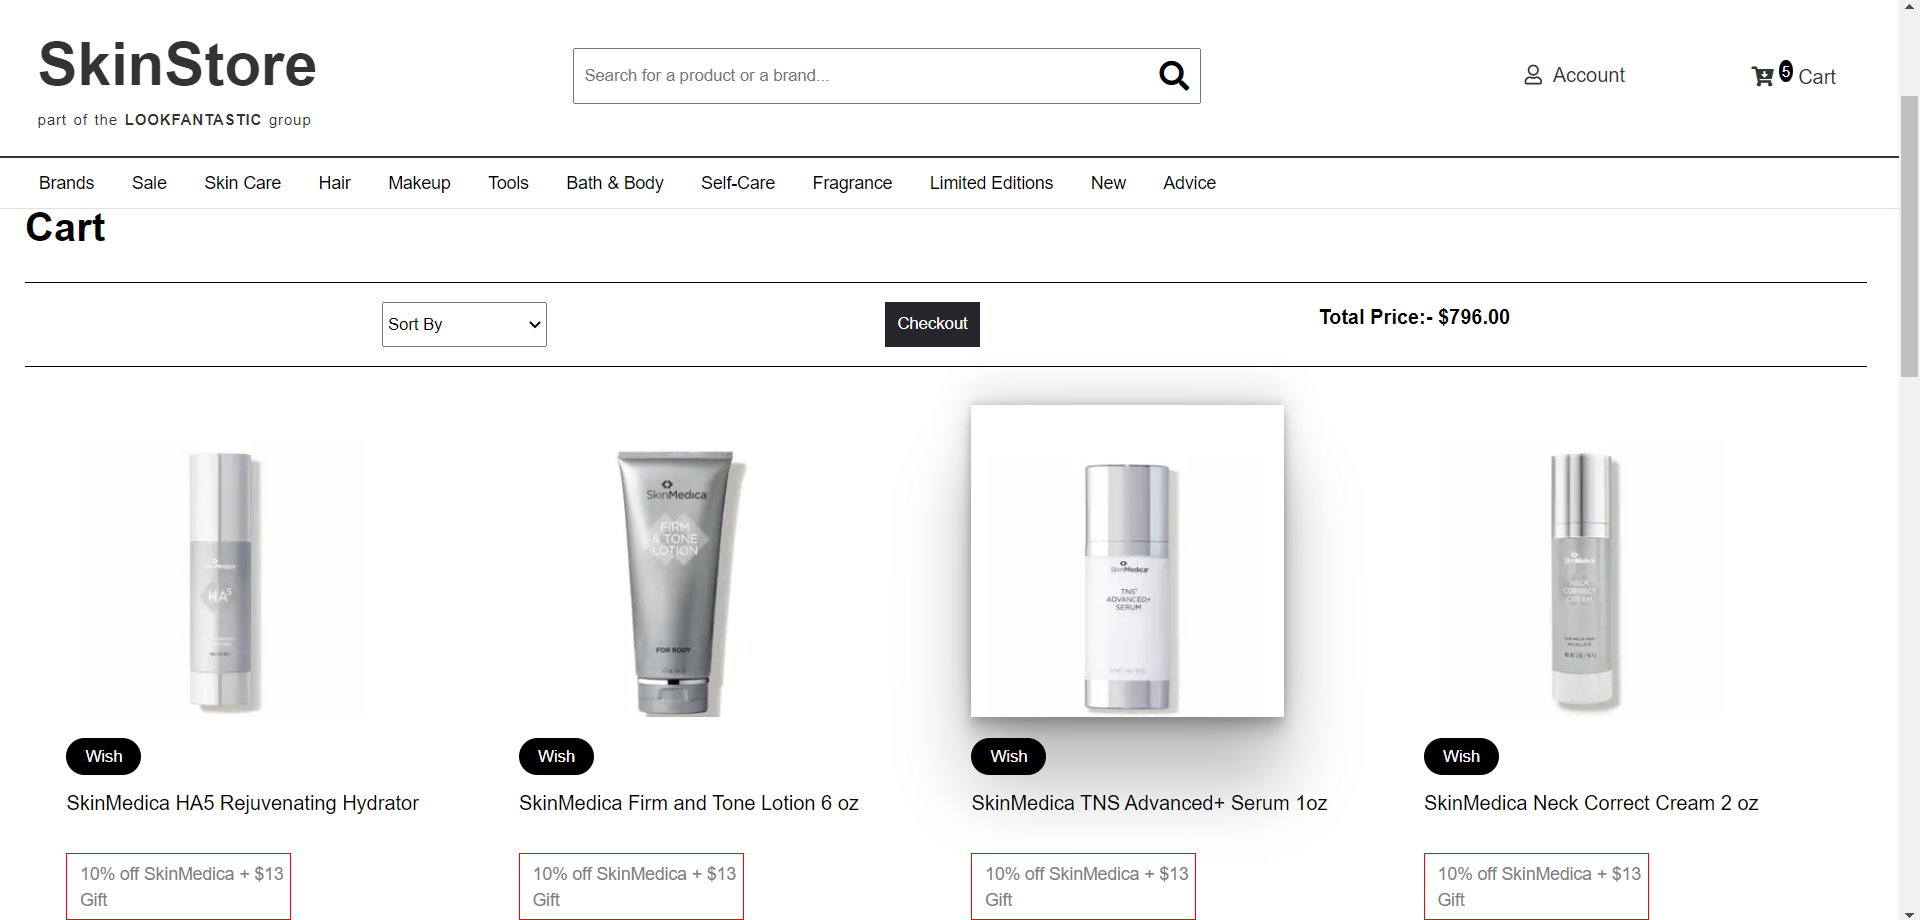 SkinStore
part of the LOOKFANTASTIC group
Search for a product or a brand...
Account
5 Cart
Brands Sale Skin Care Hair Makeup Tools Bath & Body Self-Care Fragrance Limited Editions New Advice
Cart
Sort By
Checkout
Total Price:- $796.00
SkinMedica
HA5
SkinMedica
FIRM
& TONE
LOTION
FOR BODY
SkinMedica
TNS
ADVANCED+
SERUM
SkinMedica
NECK
CORRECT
CREAM
Wish Wish Wish Wish
SkinMedica HA5 Rejuvenating Hydrator
SkinMedica Firm and Tone Lotion 6 oz
SkinMedica TNS Advanced+ Serum 1oz
SkinMedica Neck Correct Cream 2 oz
10% off SkinMedica + $13
Gift
10% off SkinMedica + $13
Gift
10% off SkinMedica + $13
Gift
10% off SkinMedica + $13
Gift